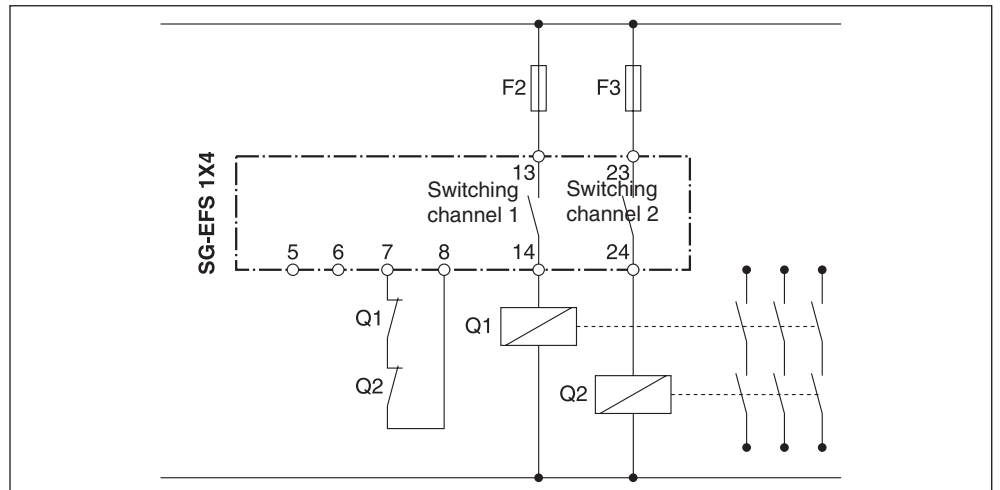 F2
F3
SG-EFS 1X4
13
23
Switching
channel 1
Switching
channel 2
5
6
7
8
14
24
Q1
Q1
Q2
Q2